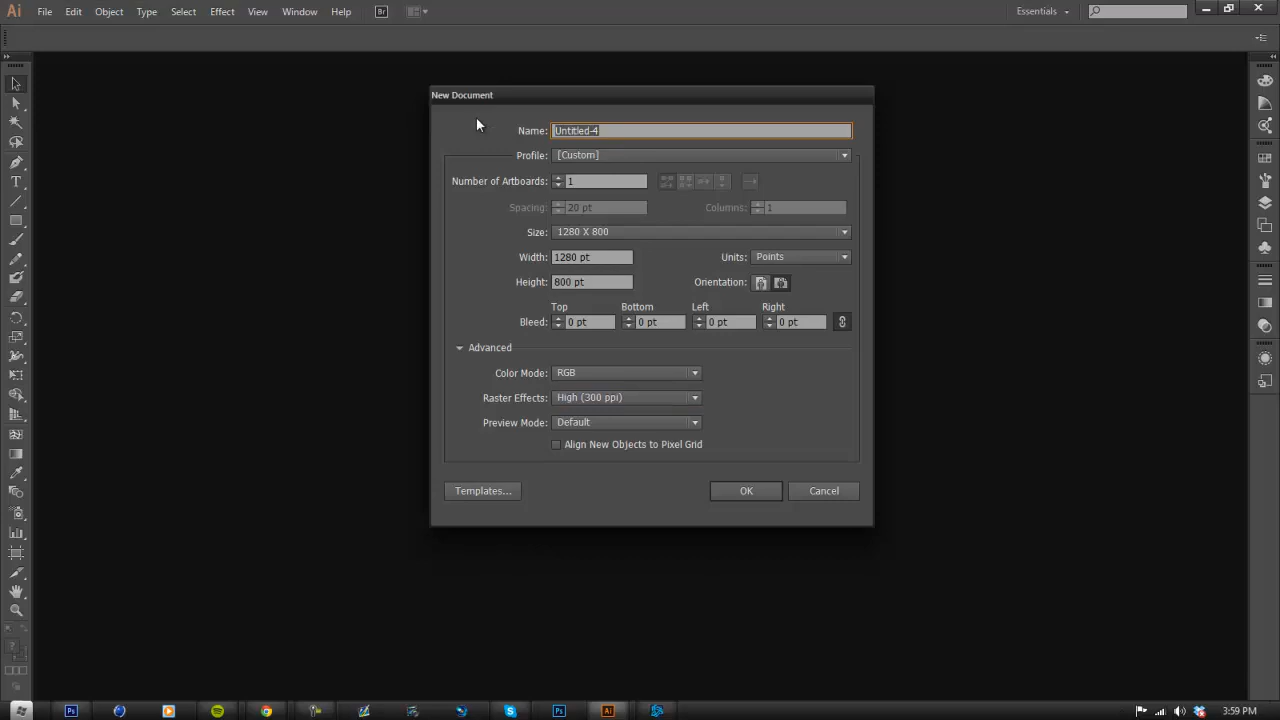 Ai File Edit Object Type Select Effect View Window Help Br Essentials
New Document
Name: Untitled-4
Profile: [Custom]
Number of Artboards: 1
Spacing: 20 pt Columns: 1
Size: 1280 X 800
Width: 1280 pt Units: Points
Height: 800 pt Orientation:
Top Bottom Left Right
Bleed: 0 pt 0 pt 0 pt 0 pt
Advanced
Color Mode: RGB
Raster Effects: High (300 ppi)
Preview Mode: Default
Align New Objects to Pixel Grid
Templates... OK Cancel
Ps Ps Ai 3:59 PM